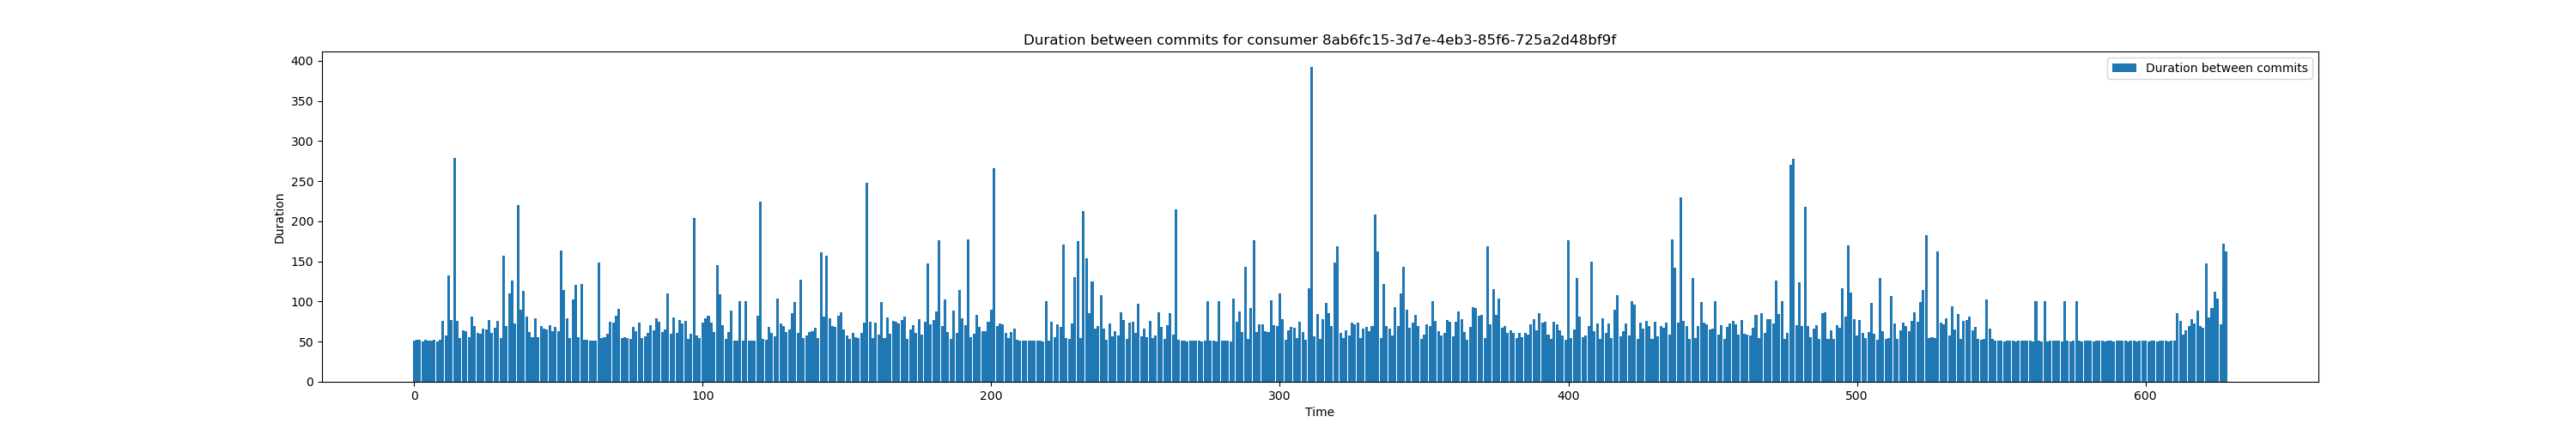 Duration between commits for consumer 8ab6fc15-3d7e-4eb3-85f6-725a2d48bf9f
Duration between commits
400
350
300
250
200
150
100
50
0
Duration
0 100 200 300 400 500 600
Time